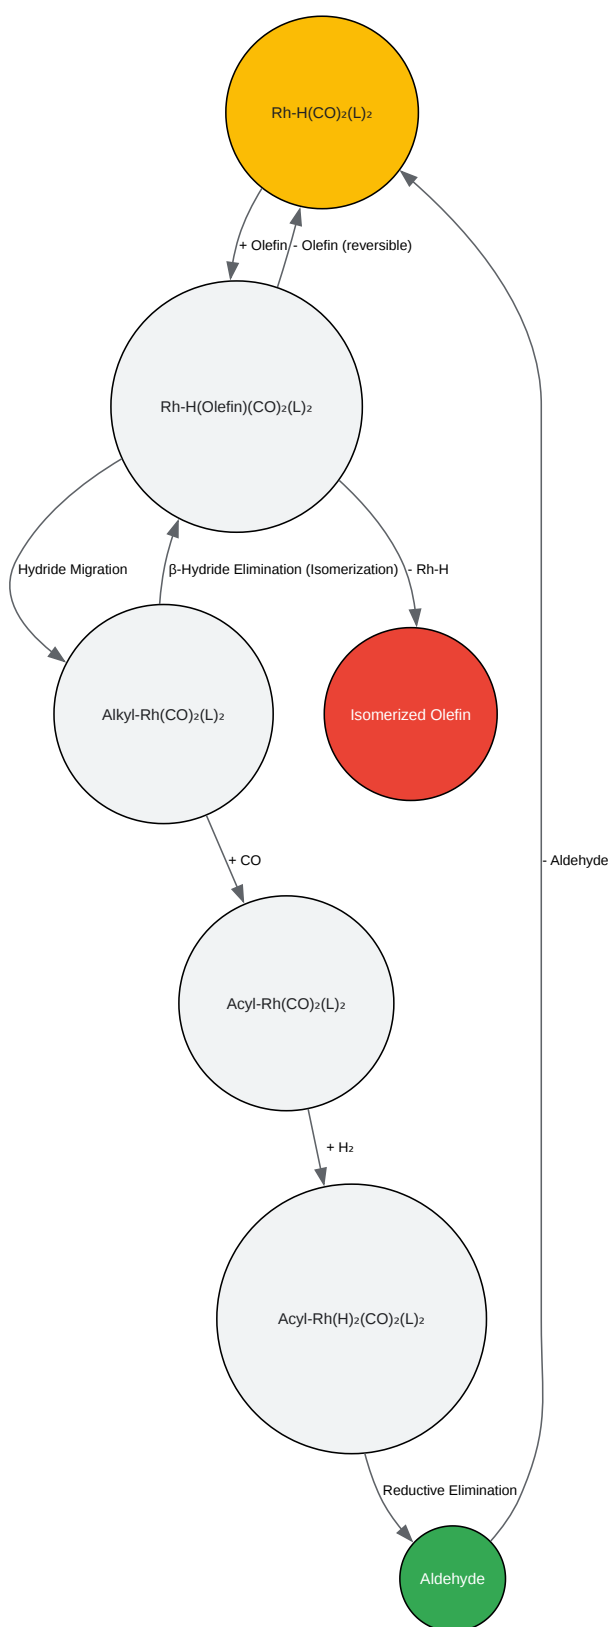 Rh-H(CO)₂(L)₂
+ Olefin
- Olefin (reversible)
Rh-H(Olefin)(CO)₂(L)₂
Hydride Migration
β-Hydride Elimination (Isomerization)
- Rh-H
Alkyl-Rh(CO)₂(L)₂
Isomerized Olefin
+ CO
- Aldehyde
Acyl-Rh(CO)₂(L)₂
+ H₂
Acyl-Rh(H)₂(CO)₂(L)₂
Reductive Elimination
Aldehyde